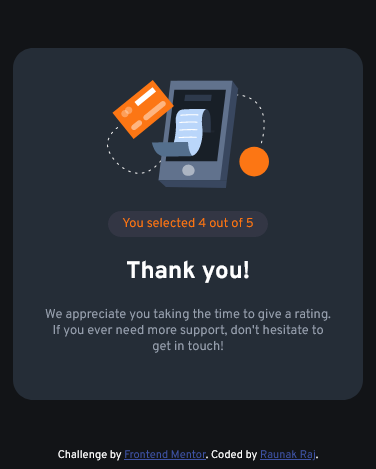 You selected 4 out of 5
Thank you!
We appreciate you taking the time to give a rating.
If you ever need more support, don't hesitate to
get in touch!
Challenge by Frontend Mentor. Coded by Raunak Raj.